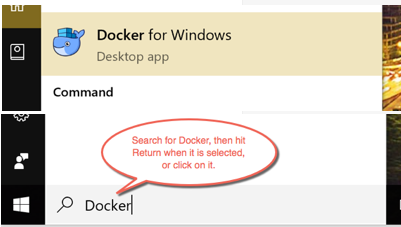 Docker for Windows
Desktop app
Command
Search for Docker, then hit
Return when it is selected,
or click on it.
Docker